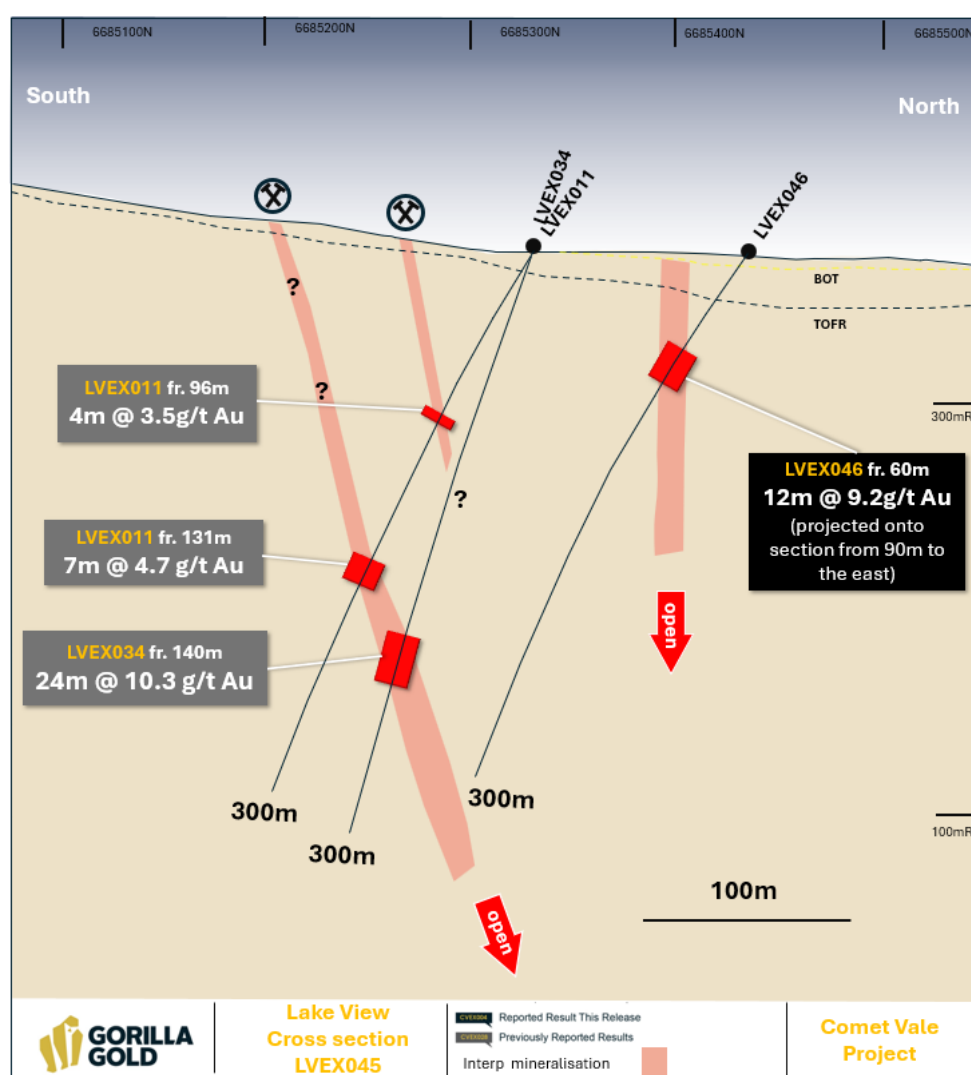 6685100N
6685200N
6685300N
6685400N
6685500N
South
North
LVEX034
LVEX011
LVEX046
BOT
TOFR
?
?
?
LVEX011 fr. 96m
4m @ 3.5g/t Au
300mR
LVEX046 fr. 60m
12m @ 9.2g/t Au
(projected onto
section from 90m to
the east)
LVEX011 fr. 131m
7m @ 4.7 g/t Au
LVEX034 fr. 140m
24m @ 10.3 g/t Au
open
300m
300m
300m
100mR
100m
open
GORILLA
GOLD
Lake View
Cross section
LVEX045
CVEX004 Reported Result This Release
Previously Reported Results
Interp mineralisation
Comet Vale
Project